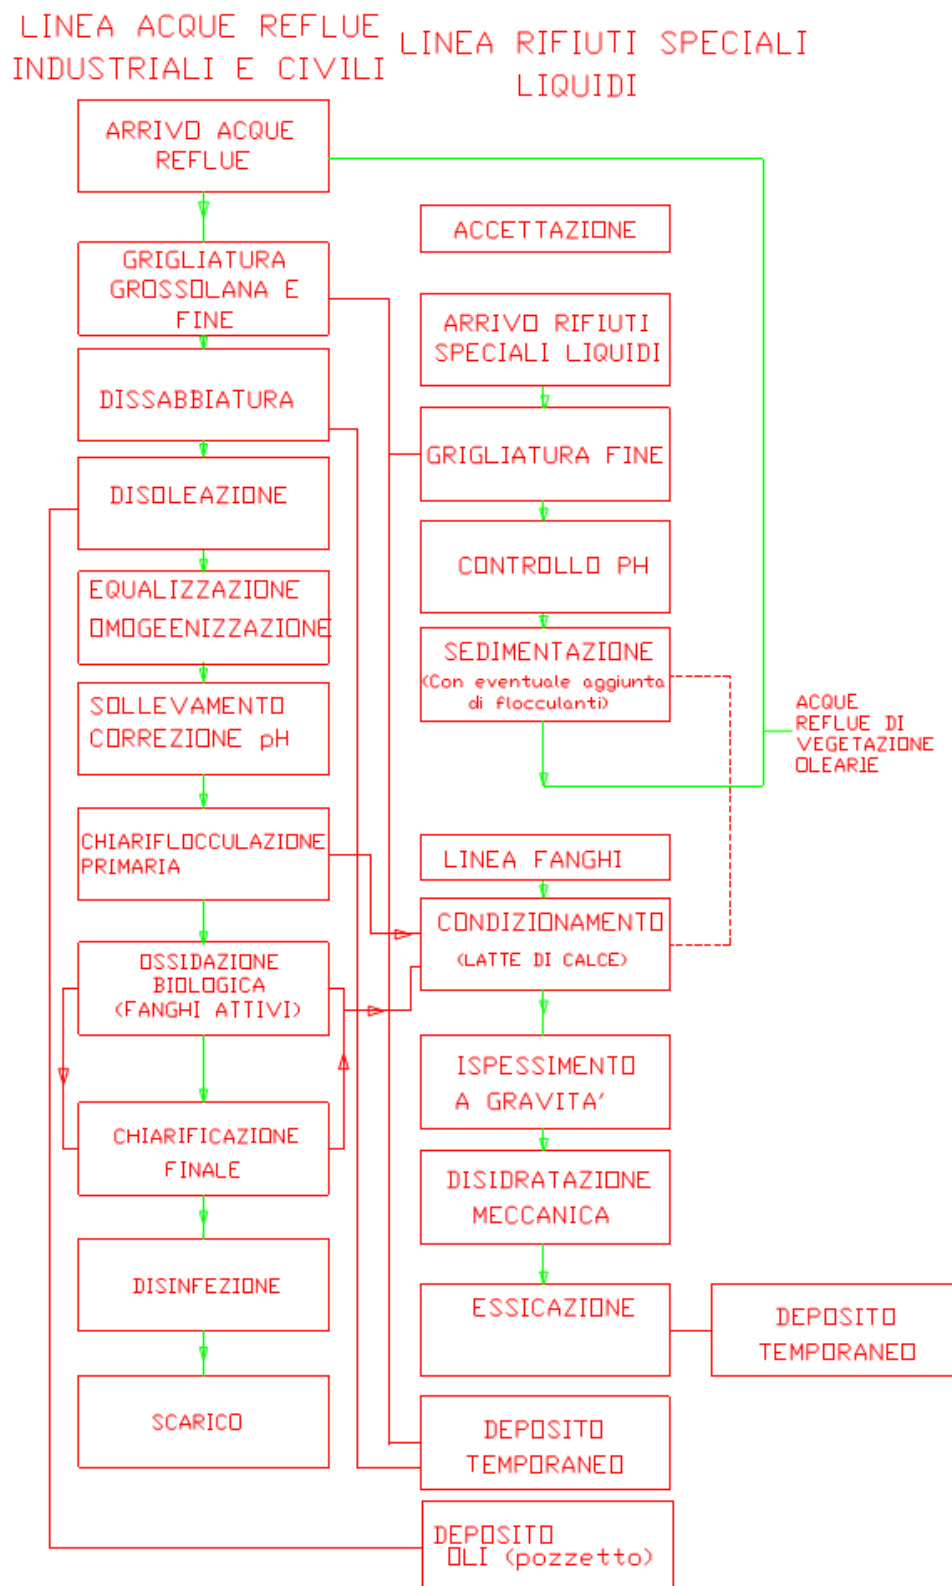 LINEA ACQUE REFLUE
INDUSTRIALI E CIVILI
ARRIVO ACQUE
REFLUE
GRIGLIATURA
GROSSOLANA E
FINE
DISSABBIATURA
DISOLEAZIONE
EQUALIZZAZIONE
OMOGEENIZZAZIONE
SOLLEVAMENTO
CORREZIONE pH
CHIARIFLOCCULAZIONE
PRIMARIA
OSSIDAZIONE
BIOLOGICA
(FANGHI ATTIVI)
CHIARIFICAZIONE
FINALE
DISINFEZIONE
SCARICO
LINEA RIFIUTI SPECIALI
LIQUIDI
ACCETTAZIONE
ARRIVO RIFIUTI
SPECIALI LIQUIDI
GRIGLIATURA FINE
CONTROLLO PH
SEDIMENTAZIONE
(Con eventuale aggiunta
di flocculanti)
ACQUE
REFLUE DI
VEGETAZIONE
OLEARIE
LINEA FANGHI
CONDIZIONAMENTO
(LATTE DI CALCE)
ISPESSIMENTO
A GRAVITA'
DISIDRATAZIONE
MECCANICA
ESSICAZIONE
DEPOSITO
TEMPORANEO
DEPOSITO
TEMPORANEO
DEPOSITO
OLI (pozzetto)